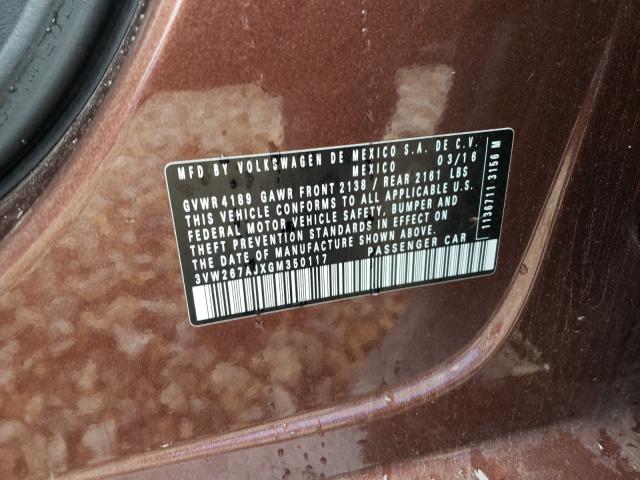 MFD BY VOLKSWAGEN DE MEXICO S.A. DE C.V.
MEXICO 03/16
GVWR 4189 GAWR FRONT 2138 / REAR 2161 LBS
THIS VEHICLE CONFORMS TO ALL APPLICABLE U.S.
FEDERAL MOTOR VEHICLE SAFETY, BUMPER AND
THEFT PREVENTION STANDARDS IN EFFECT ON
THE DATE OF MANUFACTURE SHOWN ABOVE.
3VW267AJXGM350117 PASSENGER CAR
1136711 3156 M